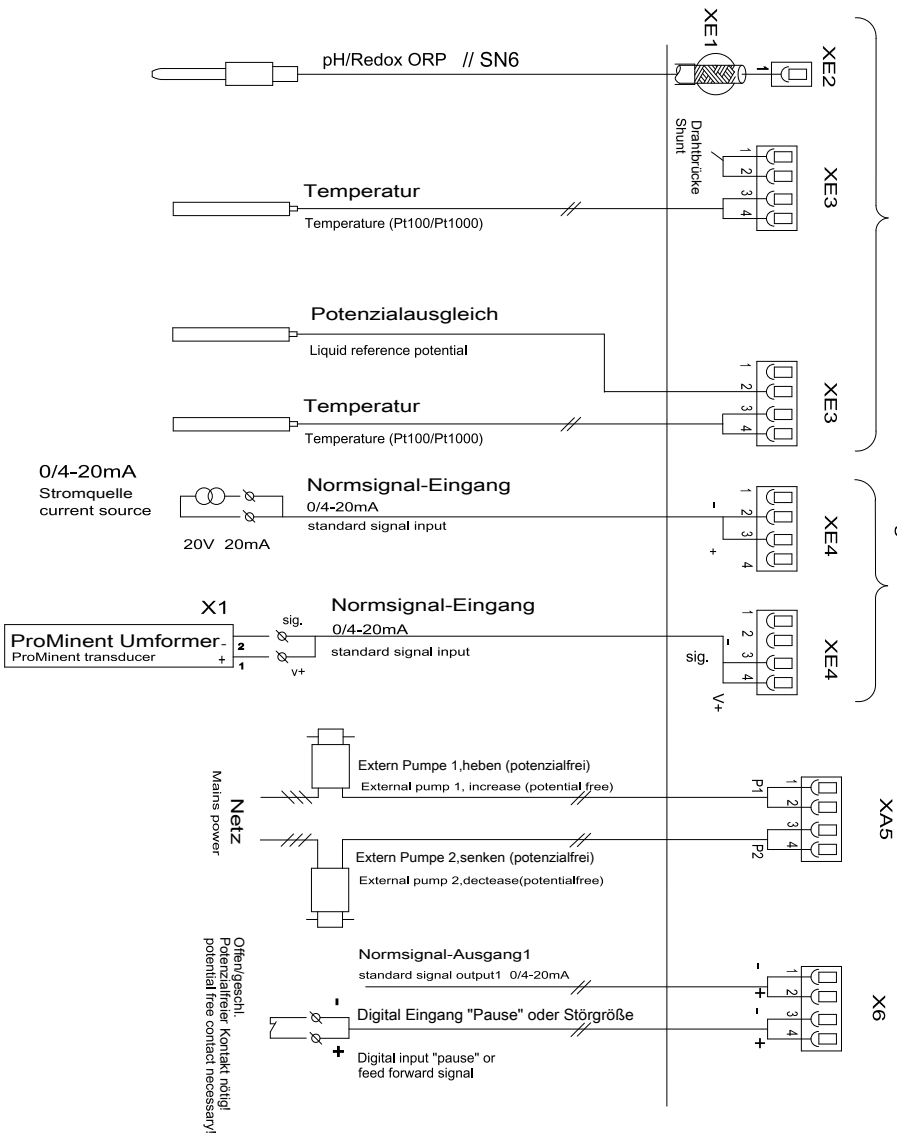 XE1
XE2
pH/Redox ORP // SN6
1
Drahtbrücke
Shunt
1
2
3
4
XE3
Temperatur
Temperature (Pt100/Pt1000)
Potenzialausgleich
Liquid reference potential
1
2
3
4
XE3
Temperatur
Temperature (Pt100/Pt1000)
0/4-20mA
Stromquelle
current source
20V 20mA
Normsignal-Eingang
0/4-20mA
standard signal input
-
+
1
2
3
4
XE4
X1
ProMinent Umformer
ProMinent transducer
- 2
+ 1
sig.
v+
Normsignal-Eingang
0/4-20mA
standard signal input
sig.
-
V+
1
2
3
4
XE4
Netz
Mains power
Extern Pumpe 1,heben (potenzialfrei)
External pump 1, increase (potential free)
Extern Pumpe 2,senken (potenzialfrei)
External pump 2,dectease(potentialfree)
P1
P2
1
2
3
4
XA5
Normsignal-Ausgang1
standard signal output1 0/4-20mA
Digital Eingang "Pause" oder Störgröße
Digital input "pause" or
feed forward signal
-
+
Offen/geschl.
Potenzialfreier Kontakt nötig!
potential free contact necessary!
-
+
-
+
1
2
3
4
X6